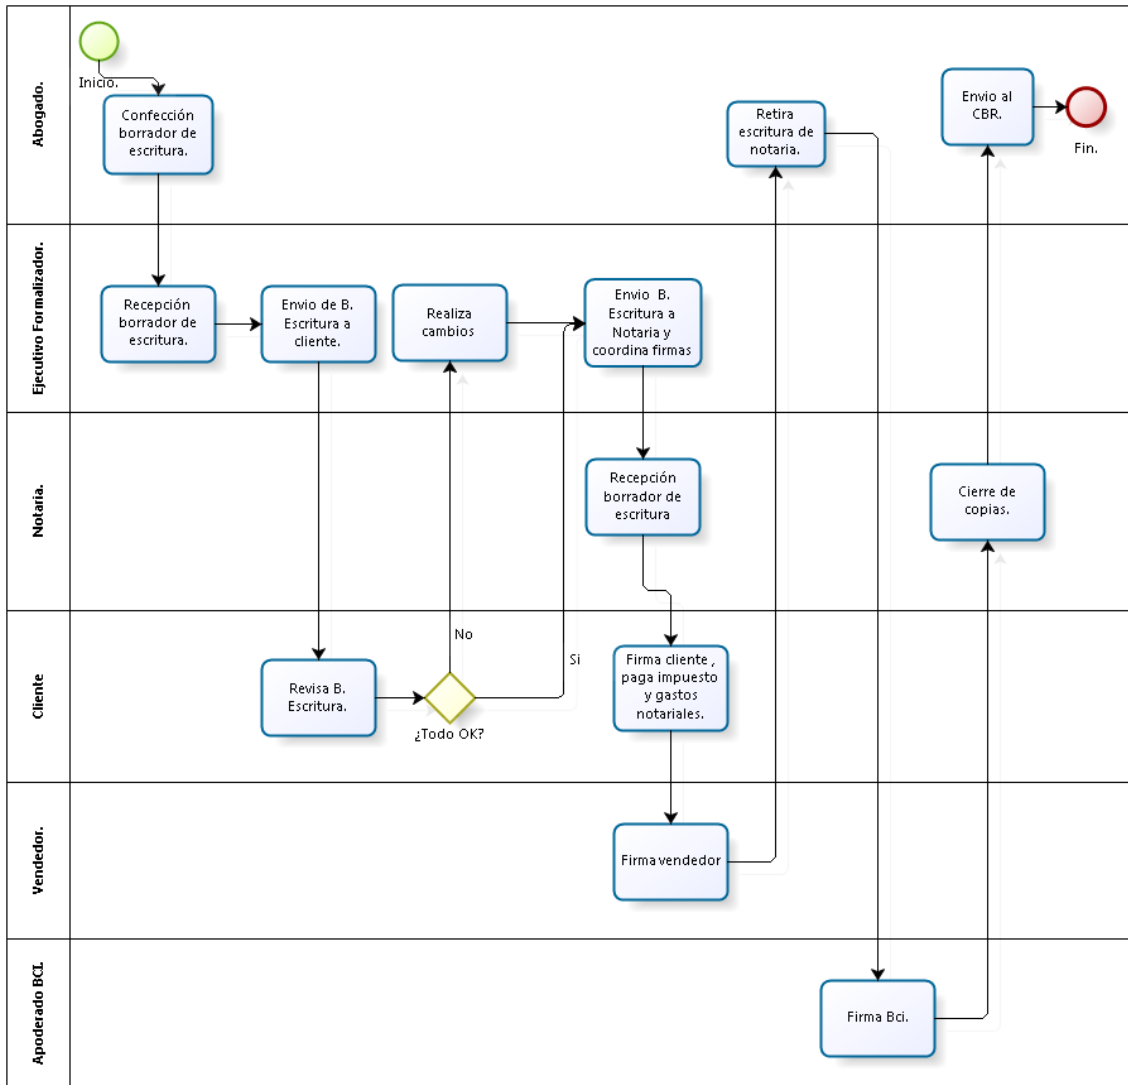 Abogado.
Inicio.
Confección
borrador de
escritura.
Retira
escritura de
notaria.
Envio al
CBR.
Fin.
Ejecutivo Formalizador.
Recepción
borrador de
escritura.
Envio de B.
Escritura a
cliente.
Realiza
cambios
Envio B.
Escritura a
Notaria y
coordina firmas
Notaria.
Recepción
borrador de
escritura
Cierre de
copias.
Cliente
Revisa B.
Escritura.
No
¿Todo OK?
Si
Firma cliente ,
paga impuesto
y gastos
notariales.
Vendedor.
Firma vendedor
Apoderado BCI.
Firma Bci.